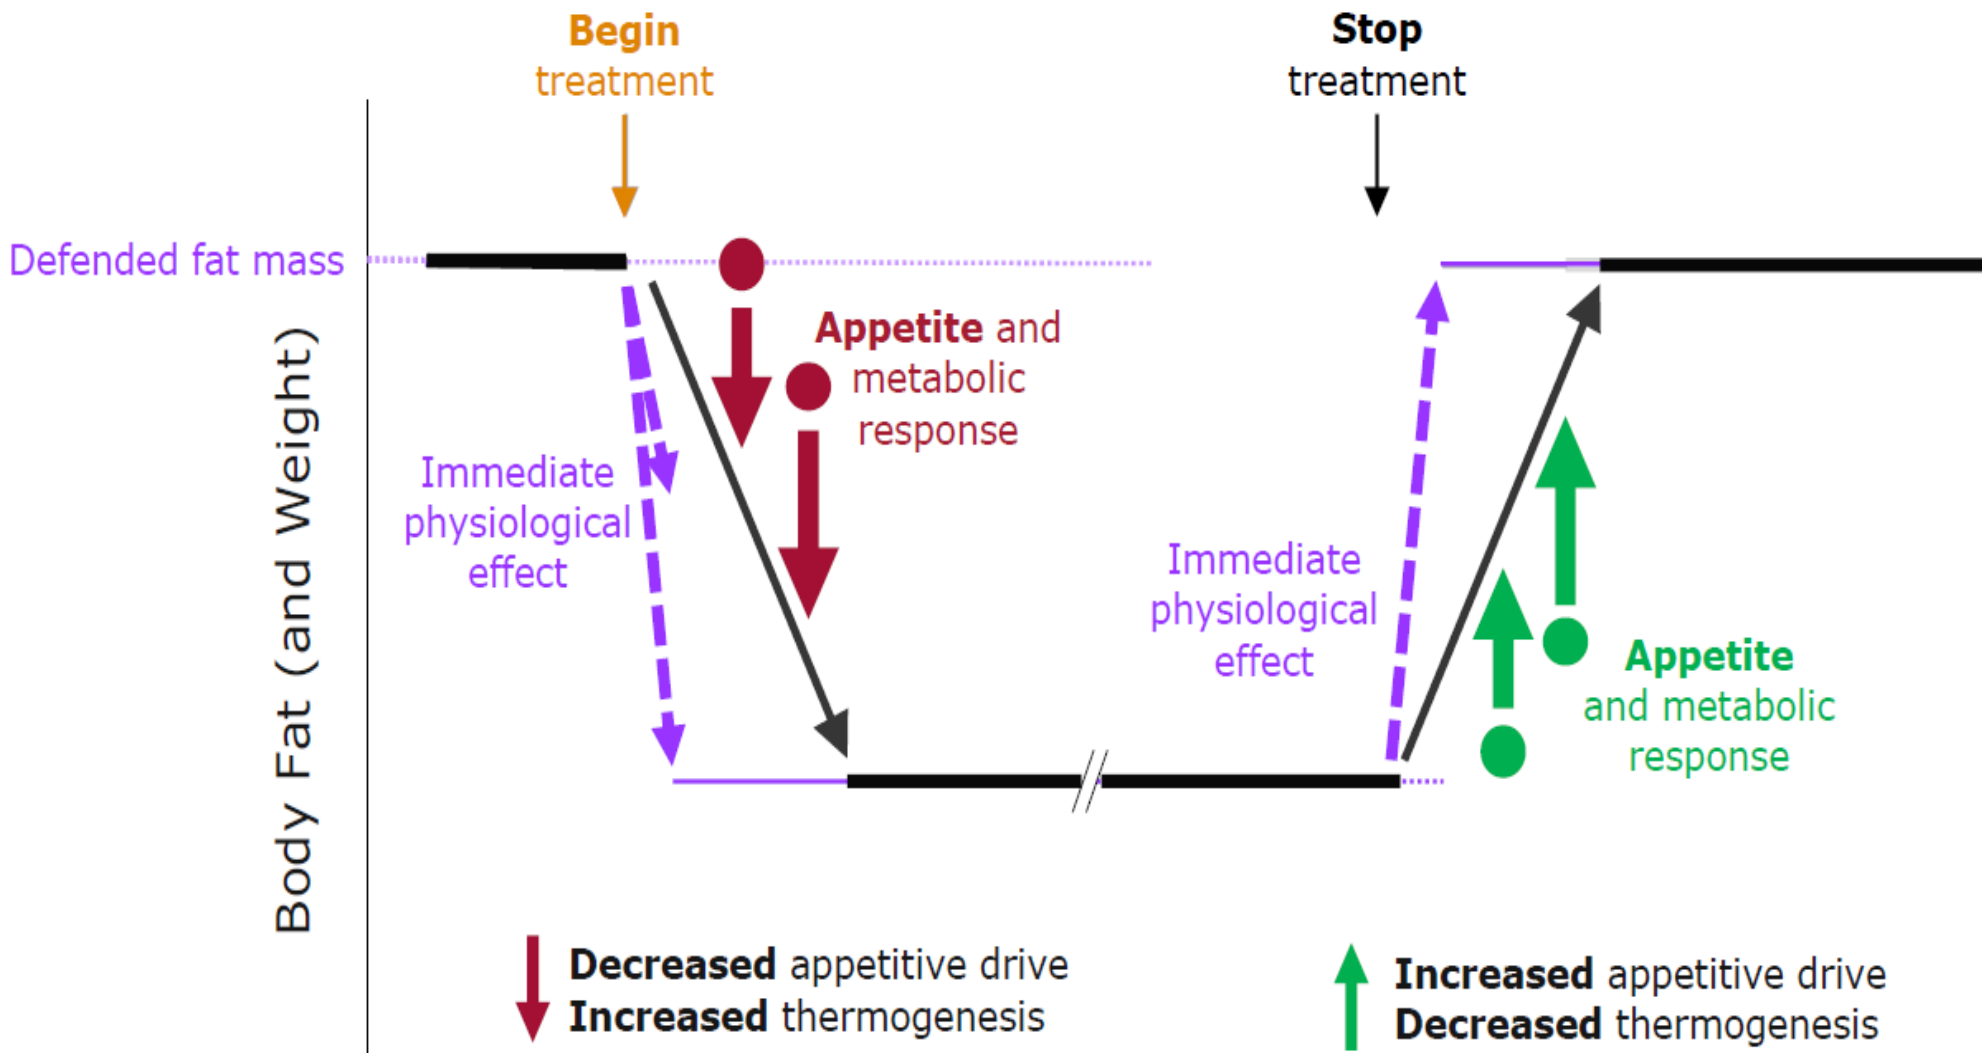 Begin
treatment
Stop
treatment
Defended fat mass
Body Fat (and Weight)
Appetite and
metabolic
response
Immediate
physiological
effect
Immediate
physiological
effect
Appetite
and metabolic
response
Decreased appetitive drive
Increased thermogenesis
Increased appetitive drive
Decreased thermogenesis